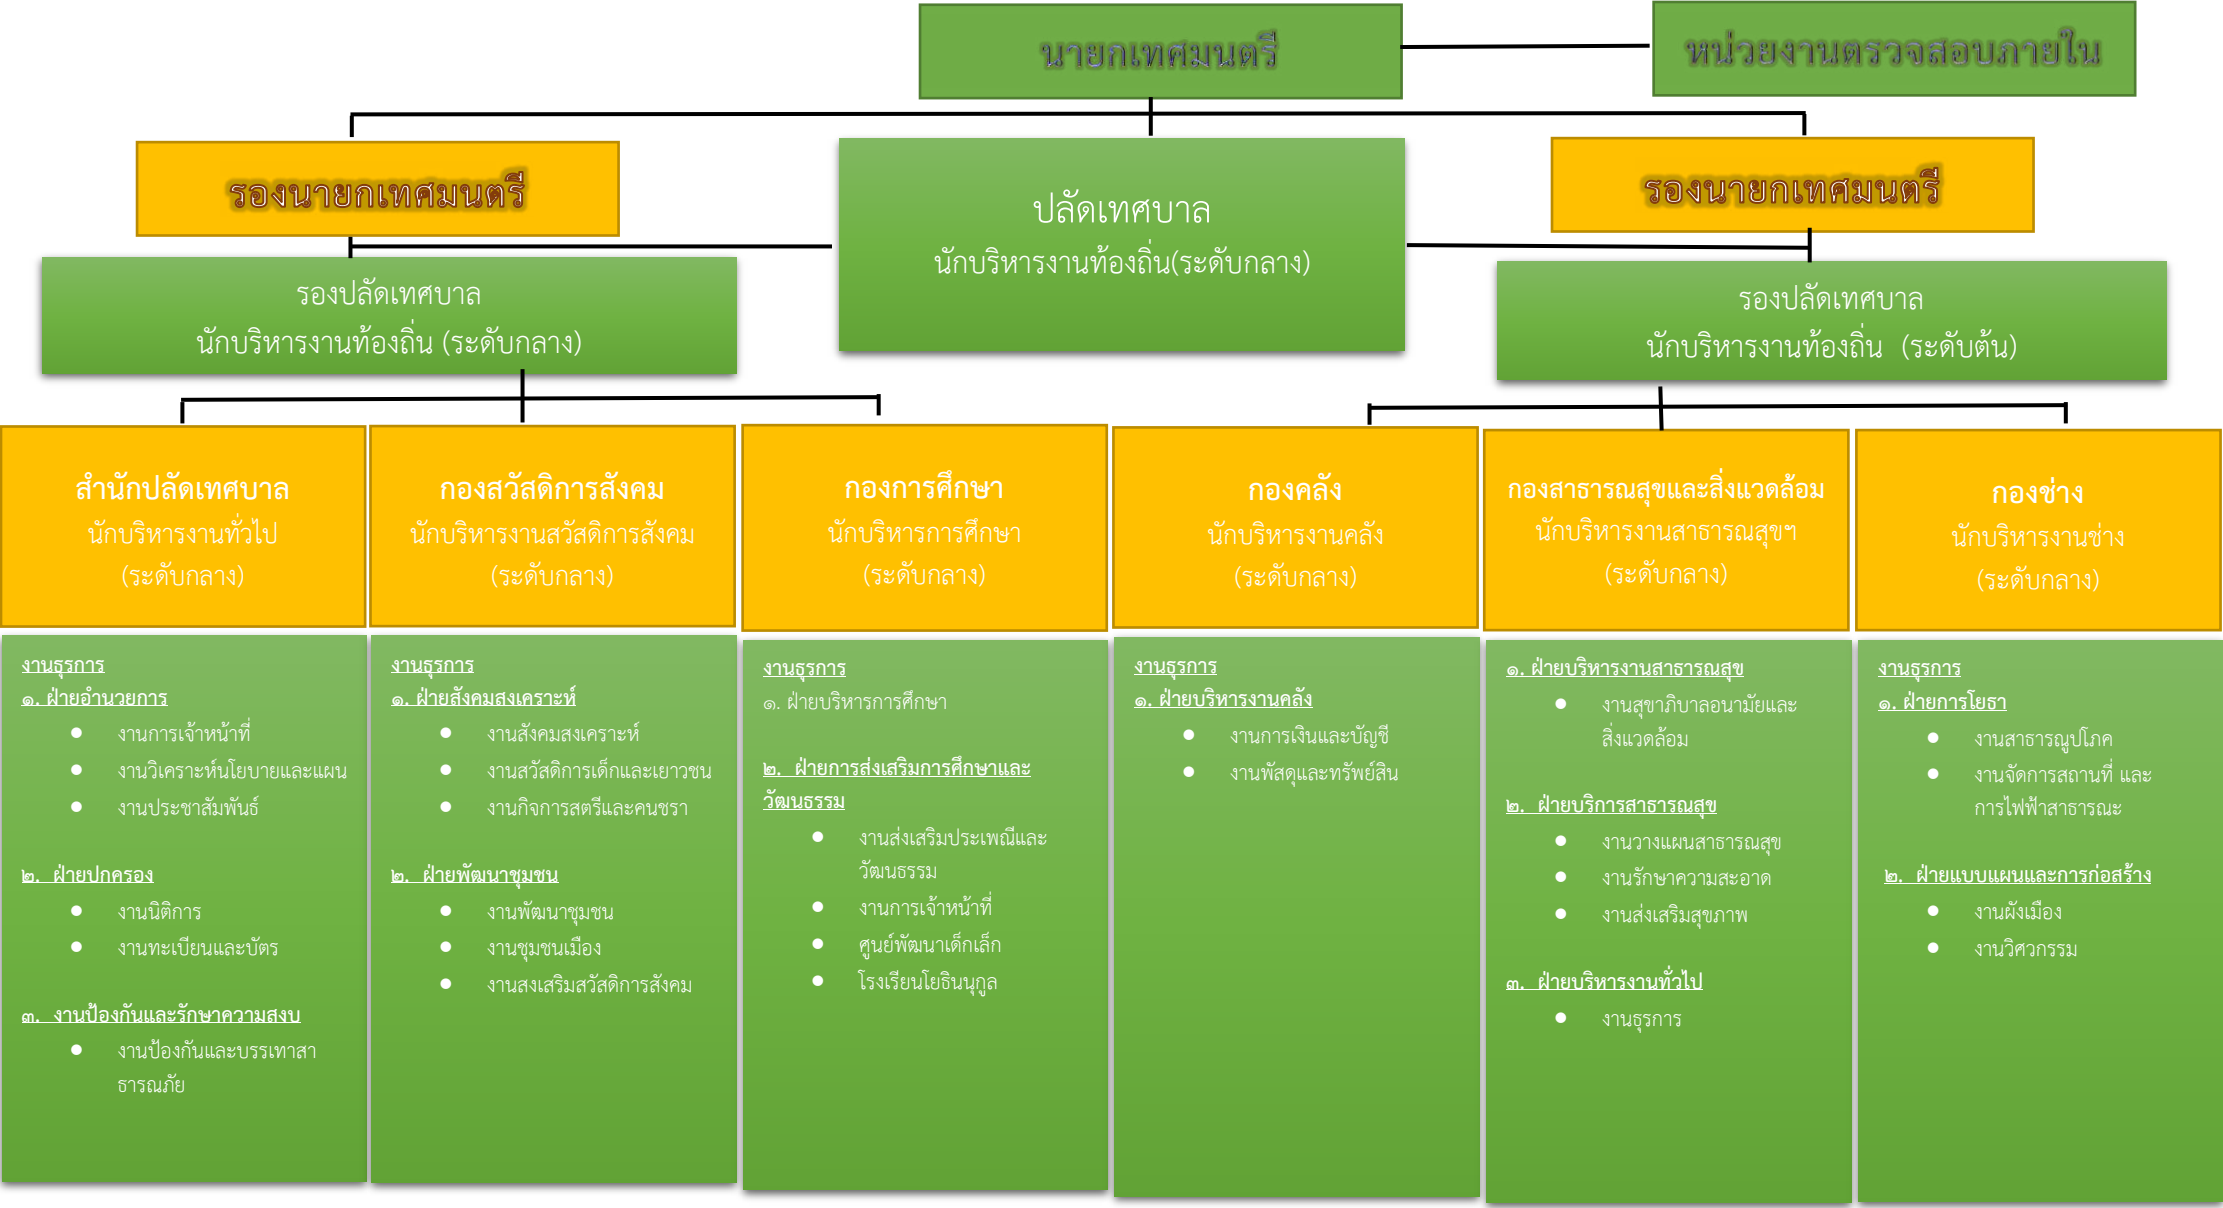 นายกเทศมนตรี
หน่วยงานตรวจสอบภายใน
รองนายกเทศมนตรี
ปลัดเทศบาล
นักบริหารงานท้องถิ่น(ระดับกลาง)
รองนายกเทศมนตรี
รองปลัดเทศบาล
นักบริหารงานท้องถิ่น (ระดับกลาง)
รองปลัดเทศบาล
นักบริหารงานท้องถิ่น (ระดับต้น)
สำนักปลัดเทศบาล
นักบริหารงานทั่วไป
(ระดับกลาง)
กองสวัสดิการสังคม
นักบริหารงานสวัสดิการสังคม
(ระดับกลาง)
กองการศึกษา
นักบริหารการศึกษา
(ระดับกลาง)
กองคลัง
นักบริหารงานคลัง
(ระดับกลาง)
กองสาธารณสุขและสิ่งแวดล้อม
นักบริหารงานสาธารณสุขฯ
(ระดับกลาง)
กองช่าง
นักบริหารงานช่าง
(ระดับกลาง)
งานธุรการ
๑. ฝ่ายอำนวยการ
● งานการเจ้าหน้าที่
● งานวิเคราะห์นโยบายและแผน
● งานประชาสัมพันธ์
๒. ฝ่ายปกครอง
● งานนิติการ
● งานทะเบียนและบัตร
๓. งานป้องกันและรักษาความสงบ
● งานป้องกันและบรรเทาสา
ธารณภัย
งานธุรการ
๑. ฝ่ายสังคมสงเคราะห์
● งานสังคมสงเคราะห์
● งานสวัสดิการเด็กและเยาวชน
● งานกิจการสตรีและคนชรา
๒. ฝ่ายพัฒนาชุมชน
● งานพัฒนาชุมชน
● งานชุมชนเมือง
● งานสงเสริมสวัสดิการสังคม
งานธุรการ
๑. ฝ่ายบริหารการศึกษา
๒. ฝ่ายการส่งเสริมการศึกษาและ
วัฒนธรรม
● งานส่งเสริมประเพณีและ
วัฒนธรรม
● งานการเจ้าหน้าที่
● ศูนย์พัฒนาเด็กเล็ก
● โรงเรียนโยธินนุกูล
งานธุรการ
๑. ฝ่ายบริหารงานคลัง
● งานการเงินและบัญชี
● งานพัสดุและทรัพย์สิน
๑. ฝ่ายบริหารงานสาธารณสุข
● งานสุขาภิบาลอนามัยและ
สิ่งแวดล้อม
๒. ฝ่ายบริการสาธารณสุข
● งานวางแผนสาธารณสุข
● งานรักษาความสะอาด
● งานส่งเสริมสุขภาพ
๓. ฝ่ายบริหารงานทั่วไป
● งานธุรการ
งานธุรการ
๑. ฝ่ายการโยธา
● งานสาธารณูปโภค
● งานจัดการสถานที่ และ
การไฟฟ้าสาธารณะ
๒. ฝ่ายแบบแผนและการก่อสร้าง
● งานผังเมือง
● งานวิศวกรรม